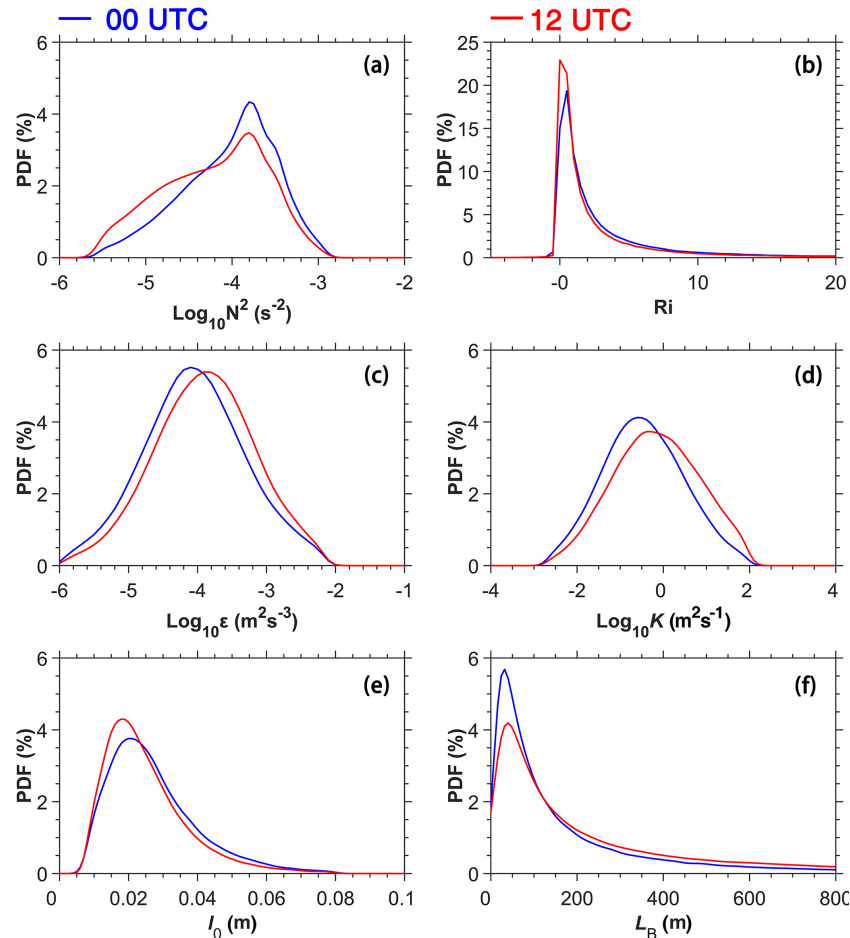 00 UTC 12 UTC
6 (a)
4
2
0
-6 -5 -4 -3 -2
PDF (%)
Log10N2 (s-2)
25 (b)
20
15
10
5
0
-0 10 20
PDF (%)
Ri
6 (c)
4
2
0
-6 -5 -4 -3 -2 -1
PDF (%)
Log10ε (m2s-3)
6 (d)
4
2
0
-4 -2 0 2 4
PDF (%)
Log10K (m2s-1)
6 (e)
4
2
0
0 0.02 0.04 0.06 0.08 0.1
PDF (%)
l0 (m)
6 (f)
4
2
0
0 200 400 600 800
PDF (%)
LB (m)